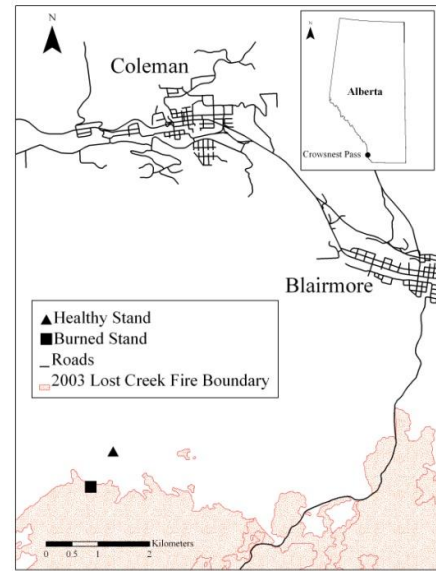 N
Coleman
N
Alberta
Crowsnest Pass
Blairmore
Healthy Stand
Burned Stand
Roads
2003 Lost Creek Fire Boundary
Kilometers
0 0.5 1 2